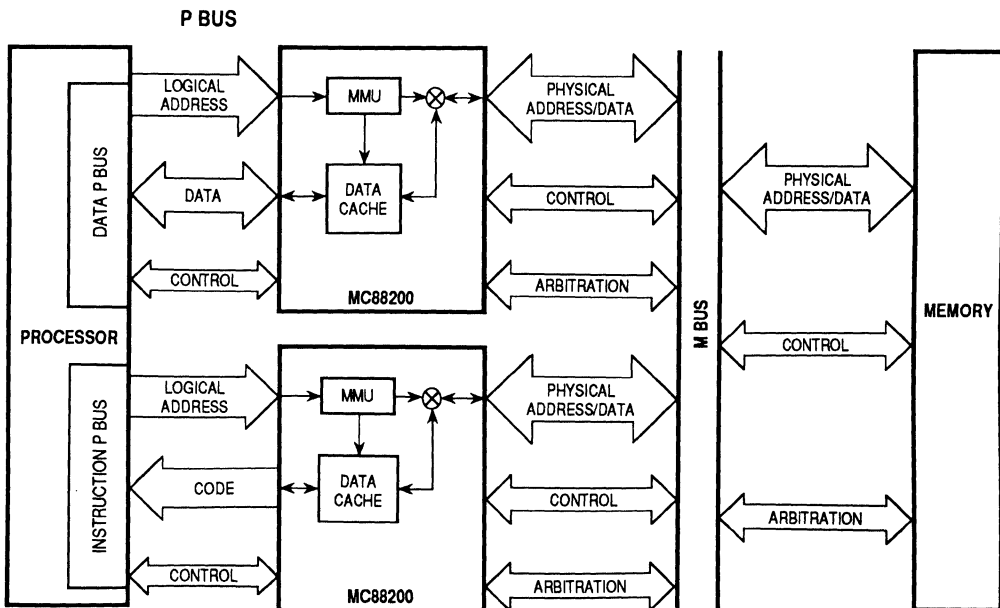 P BUS
PROCESSOR
DATA P BUS
LOGICAL
ADDRESS
DATA
CONTROL
MMU
DATA
CACHE
MC88200
PHYSICAL
ADDRESS/DATA
CONTROL
ARBITRATION
INSTRUCTION P BUS
LOGICAL
ADDRESS
CODE
CONTROL
MMU
DATA
CACHE
MC88200
PHYSICAL
ADDRESS/DATA
CONTROL
ARBITRATION
M BUS
PHYSICAL
ADDRESS/DATA
CONTROL
ARBITRATION
MEMORY